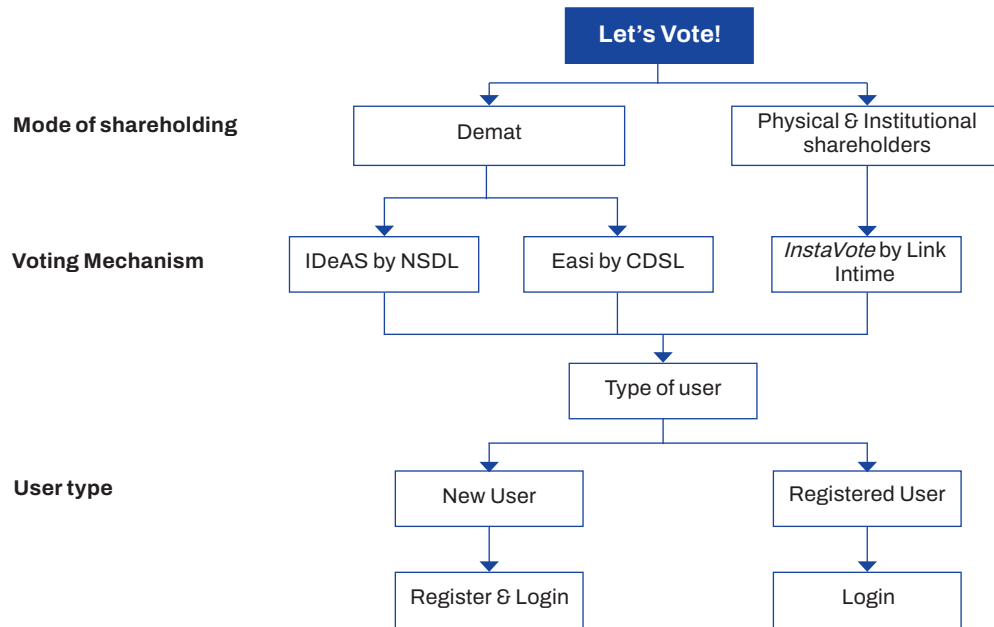 Let’s Vote!
Mode of shareholding
Demat
Physical & Institutional
shareholders
Voting Mechanism
IDeAS by NSDL
Easi by CDSL
InstaVote by Link
Intime
Type of user
User type
New User
Registered User
Register & Login
Login